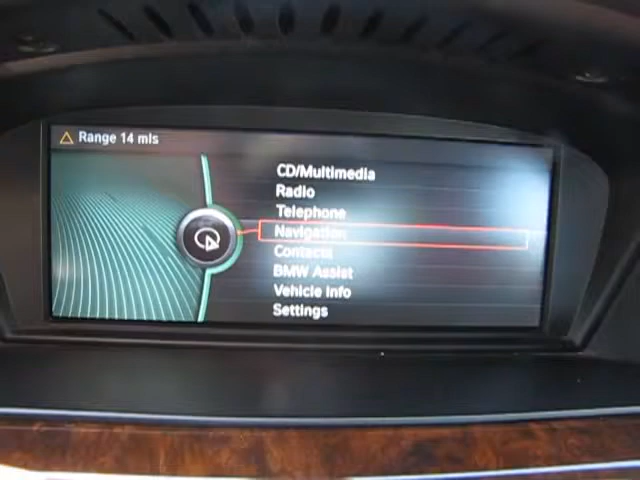 Range 14 mls
CD/Multimedia
Radio
Telephone
Navigation
Contacts
BMW Assist
Vehicle Info
Settings